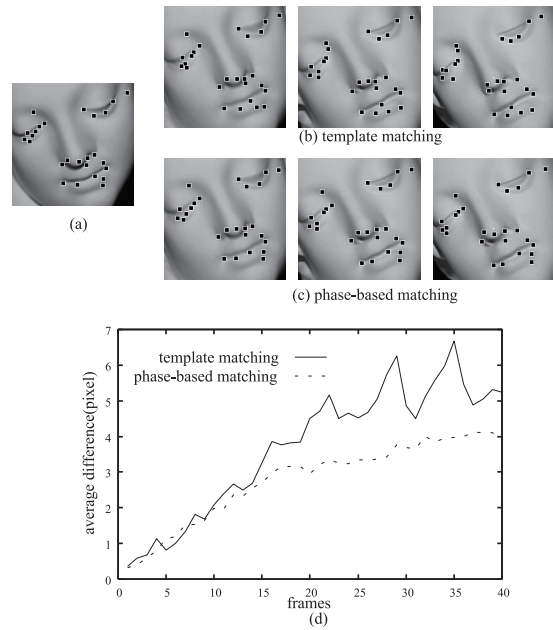 (b) template matching
(a)
(c) phase-based matching
7
6
5
4
3
2
1
0
template matching
phase-based matching
average difference(pixel)
0 5 10 15 20 25 30 35 40
frames
(d)